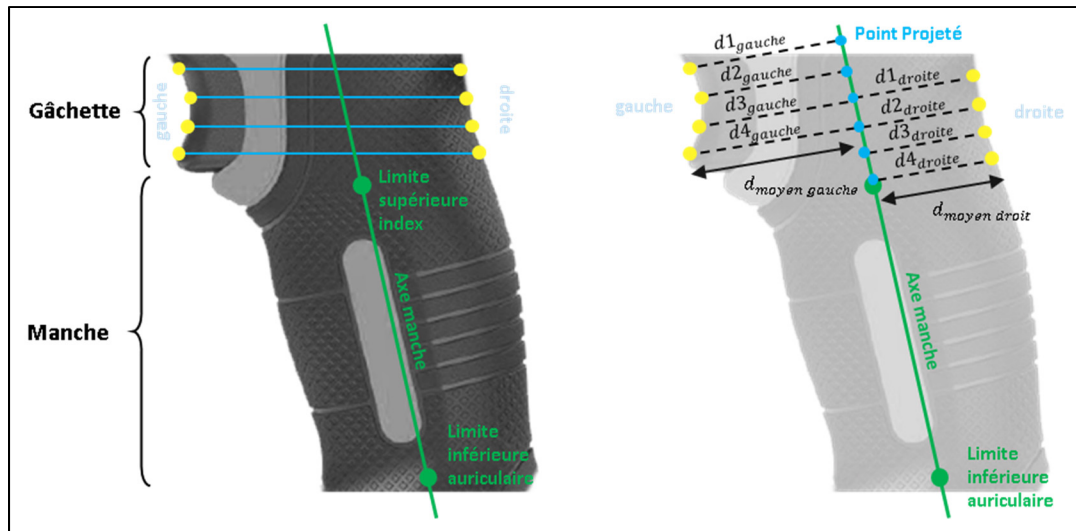 Gâchette
gauche
droite
Limite
supérieure
index
Manche
Axe manche
Limite
inférieure
auriculaire
Point Projeté
gauche
droite
d1gauche
d2gauche
d3gauche
d4gauche
d1droite
d2droite
d3droite
d4droite
dmoyen gauche
dmoyen droit
Axe manche
Limite
inférieure
auriculaire